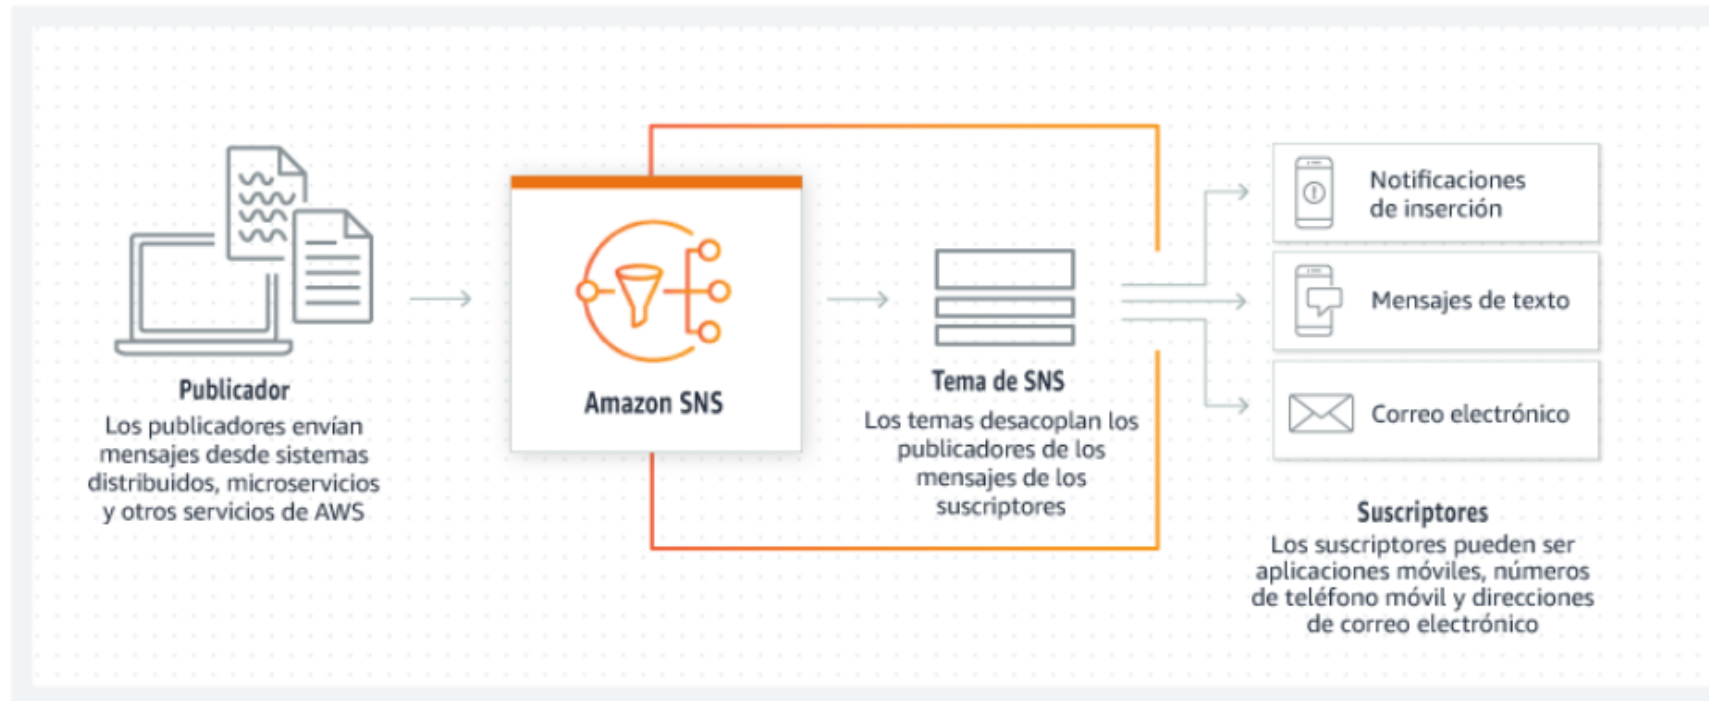 Publicador
Los publicadores envían
mensajes desde sistemas
distribuidos, microservicios
y otros servicios de AWS
Amazon SNS
Tema de SNS
Los temas desacoplan los
publicadores de los
mensajes de los
suscriptores
Notificaciones
de inserción
Mensajes de texto
Correo electrónico
Suscriptores
Los suscriptores pueden ser
aplicaciones móviles, números
de teléfono móvil y direcciones
de correo electrónico